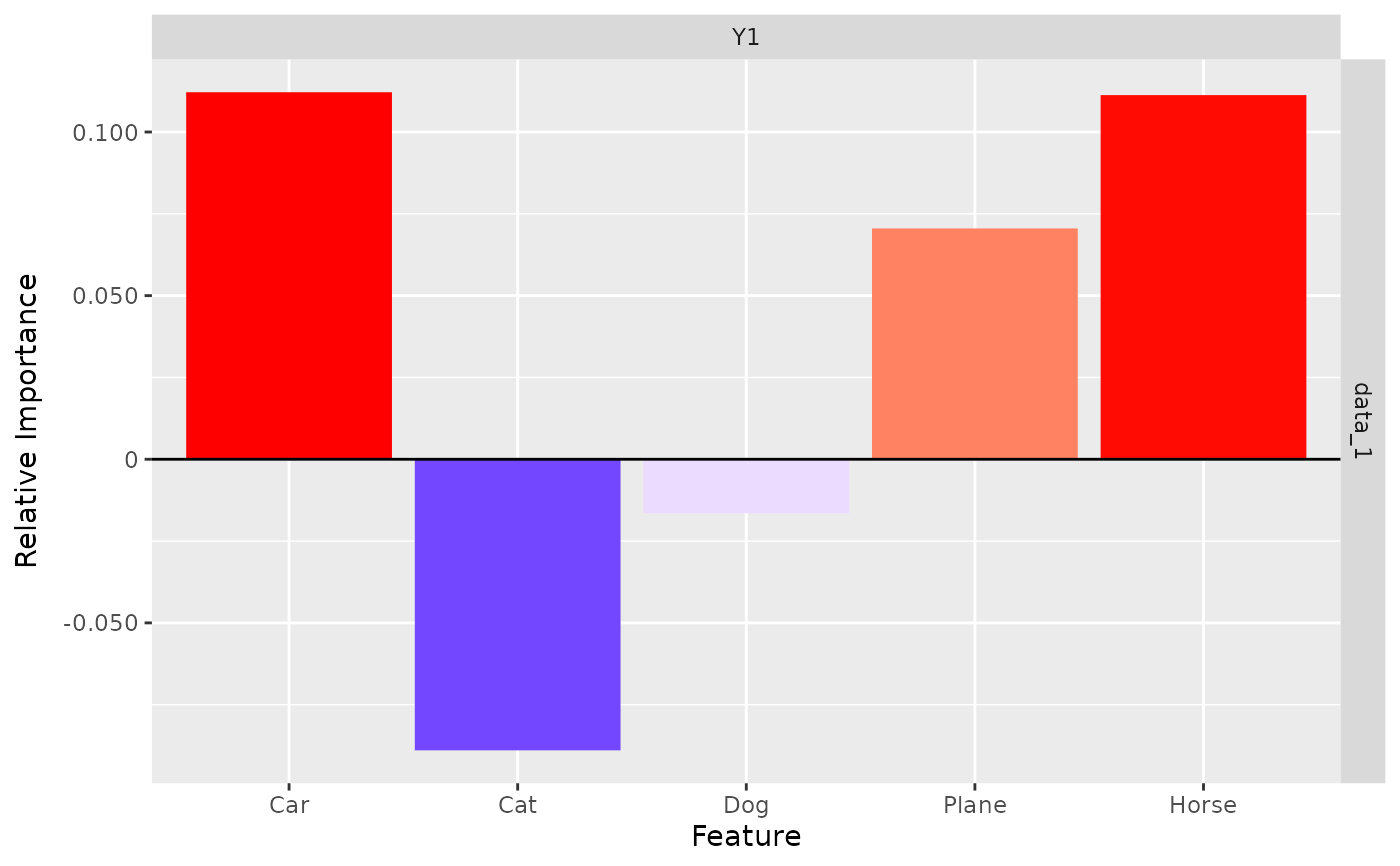 Y1
Relative Importance
0.100
0.050
0
-0.050
data_1
Car Cat Dog Plane Horse
Feature